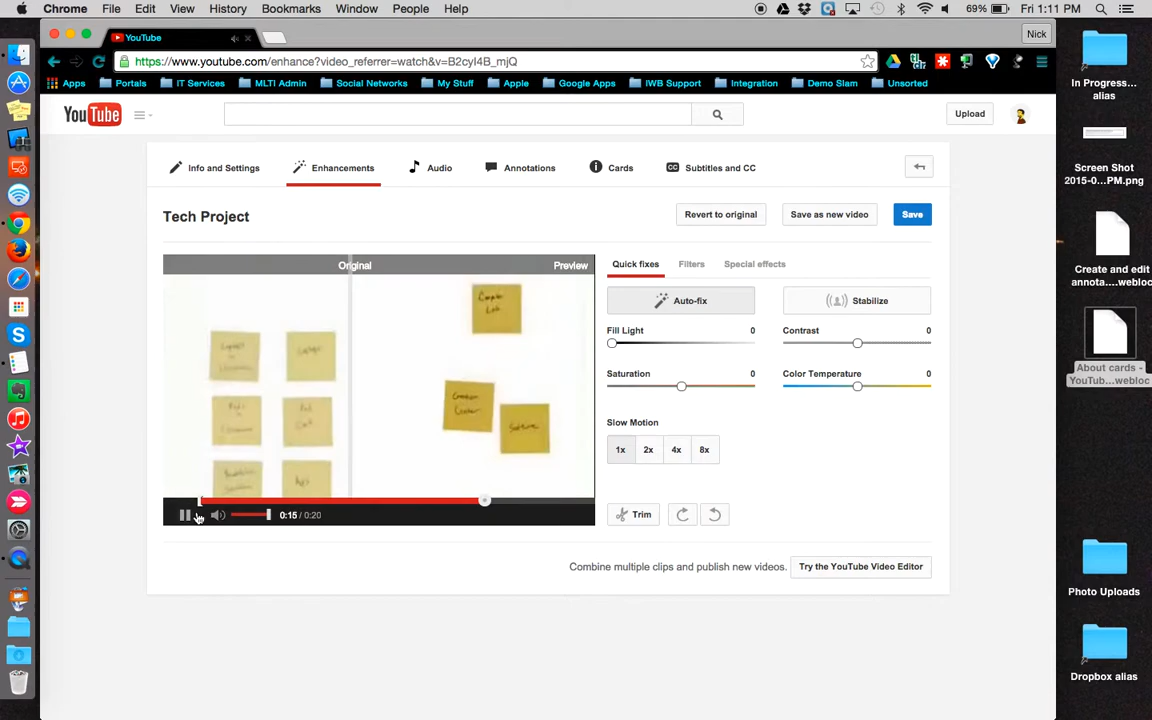 Chrome File Edit View History Bookmarks Window People Help 69% Fri 1:11 PM
YouTube Nick
https://www.youtube.com/enhance?video_referrer=watch&v=B2cyI4B_mjQ
Apps Portals IT Services MLTI Admin Social Networks My Stuff Apple Google Apps IWB Support Integration Demo Slam Unsorted
YouTube Upload
Info and Settings Enhancements Audio Annotations Cards CC Subtitles and CC
Tech Project Revert to original Save as new video Save
Original Preview
Quick fixes Filters Special effects
Auto-fix Stabilize
Fill Light 0 Contrast 0
Saturation 0 Color Temperature 0
Slow Motion
1x 2x 4x 8x
0:15 / 0:20
Trim
Combine multiple clips and publish new videos. Try the YouTube Video Editor
In Progress...
alias
Screen Shot
2015-0...PM.png
Create and edit
annota....webloc
About cards -
YouTub...webloc
Photo Uploads
Dropbox alias